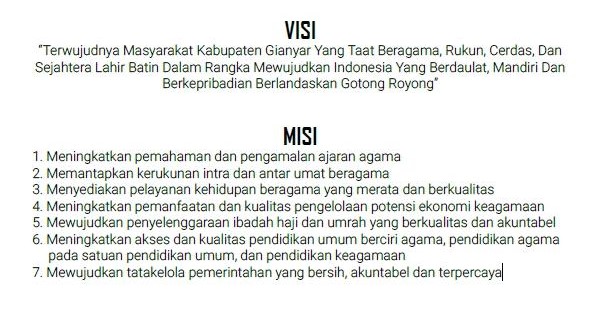 VISI
"Terwujudnya Masyarakat Kabupaten Gianyar Yang Taat Beragama, Rukun, Cerdas, Dan
Sejahtera Lahir Batin Dalam Rangka Mewujudkan Indonesia Yang Berdaulat, Mandiri Dan
Berkepribadian Berlandaskan Gotong Royong"
MISI
1. Meningkatkan pemahaman dan pengamalan ajaran agama
2. Memantapkan kerukunan intra dan antar umat beragama
3. Menyediakan pelayanan kehidupan beragama yang merata dan berkualitas
4. Meningkatkan pemanfaatan dan kualitas pengelolaan potensi ekonomi keagamaan
5. Mewujudkan penyelenggaraan ibadah haji dan umrah yang berkualitas dan akuntabel
6. Meningkatkan akses dan kualitas pendidikan umum berciri agama, pendidikan agama
pada satuan pendidikan umum, dan pendidikan keagamaan
7. Mewujudkan tatakelola pemerintahan yang bersih, akuntabel dan terpercaya